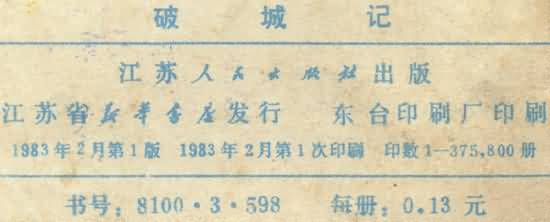 破城记
江苏人民出版社出版
江苏省新华书店发行 东台印刷厂印刷
1983年2月第1版 1983年2月第1次印刷 印数1—375,800册
书号：8100·3·598 每册：0.13元